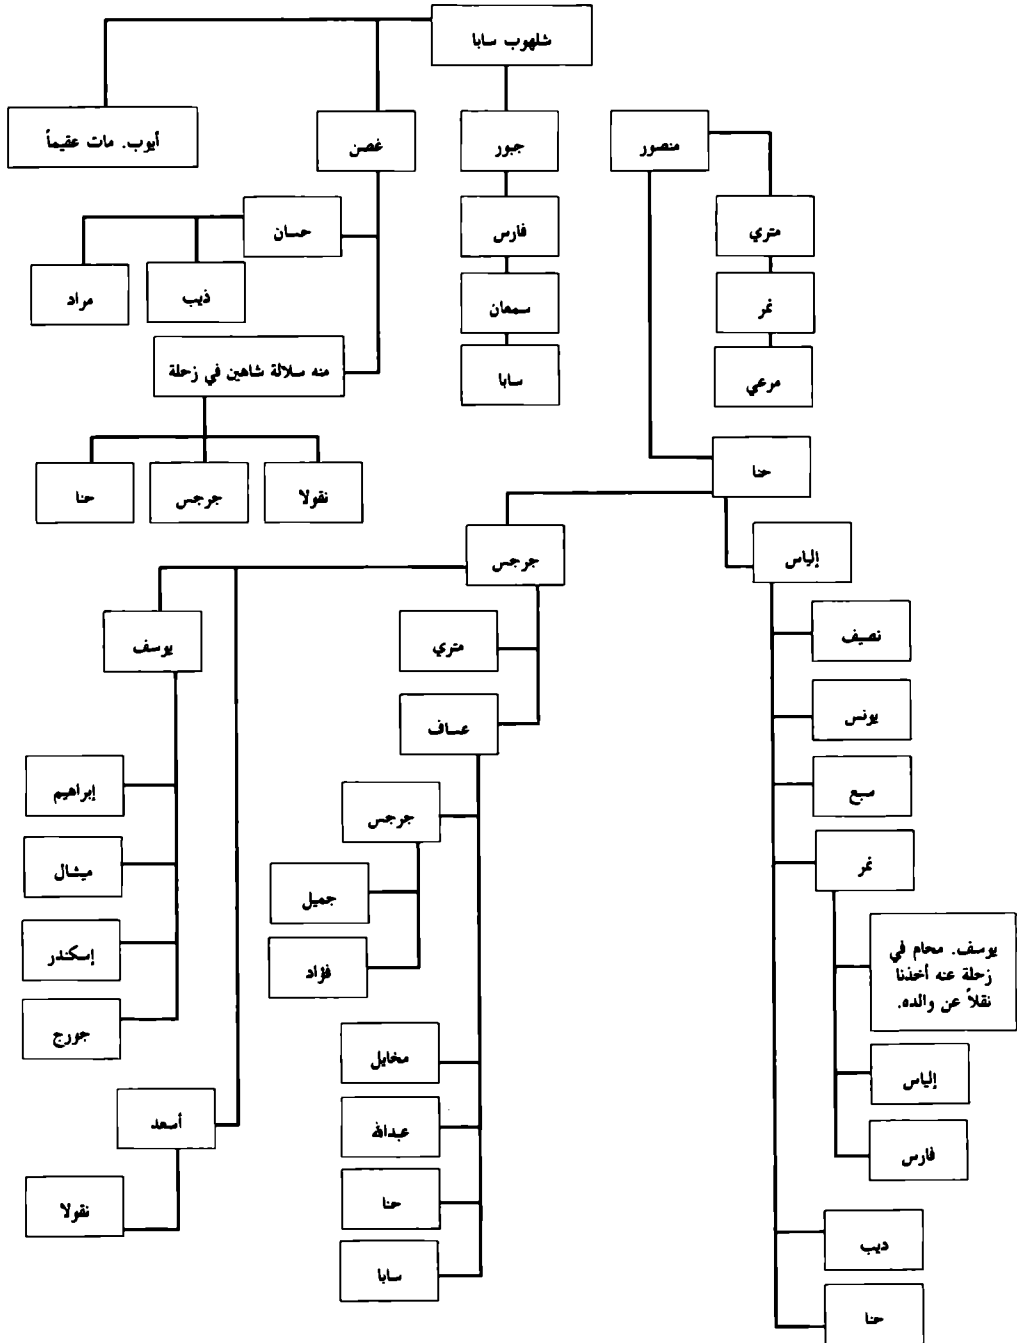 شلهوب سابا
منصور
جبور
غصن
أيوب. مات عقيماً
متري
فارس
حسان
نمر
سمعان
ذيب
مراد
مرعي
سابا
منه سلالة شاهين في زحلة
حنا
نقولا
جرجس
حنا
إلياس
جرجس
نصيف
متري
يوسف
يونس
عساف
سبع
جرجس
إبراهيم
نمر
جميل
ميشال
يوسف. محام في
زحلة عنه أخذنا
نقلاً عن والده.
فؤاد
إسكندر
جورج
إلياس
مخايل
أسعد
فارس
عبدالله
نقولا
حنا
ديب
سابا
حنا